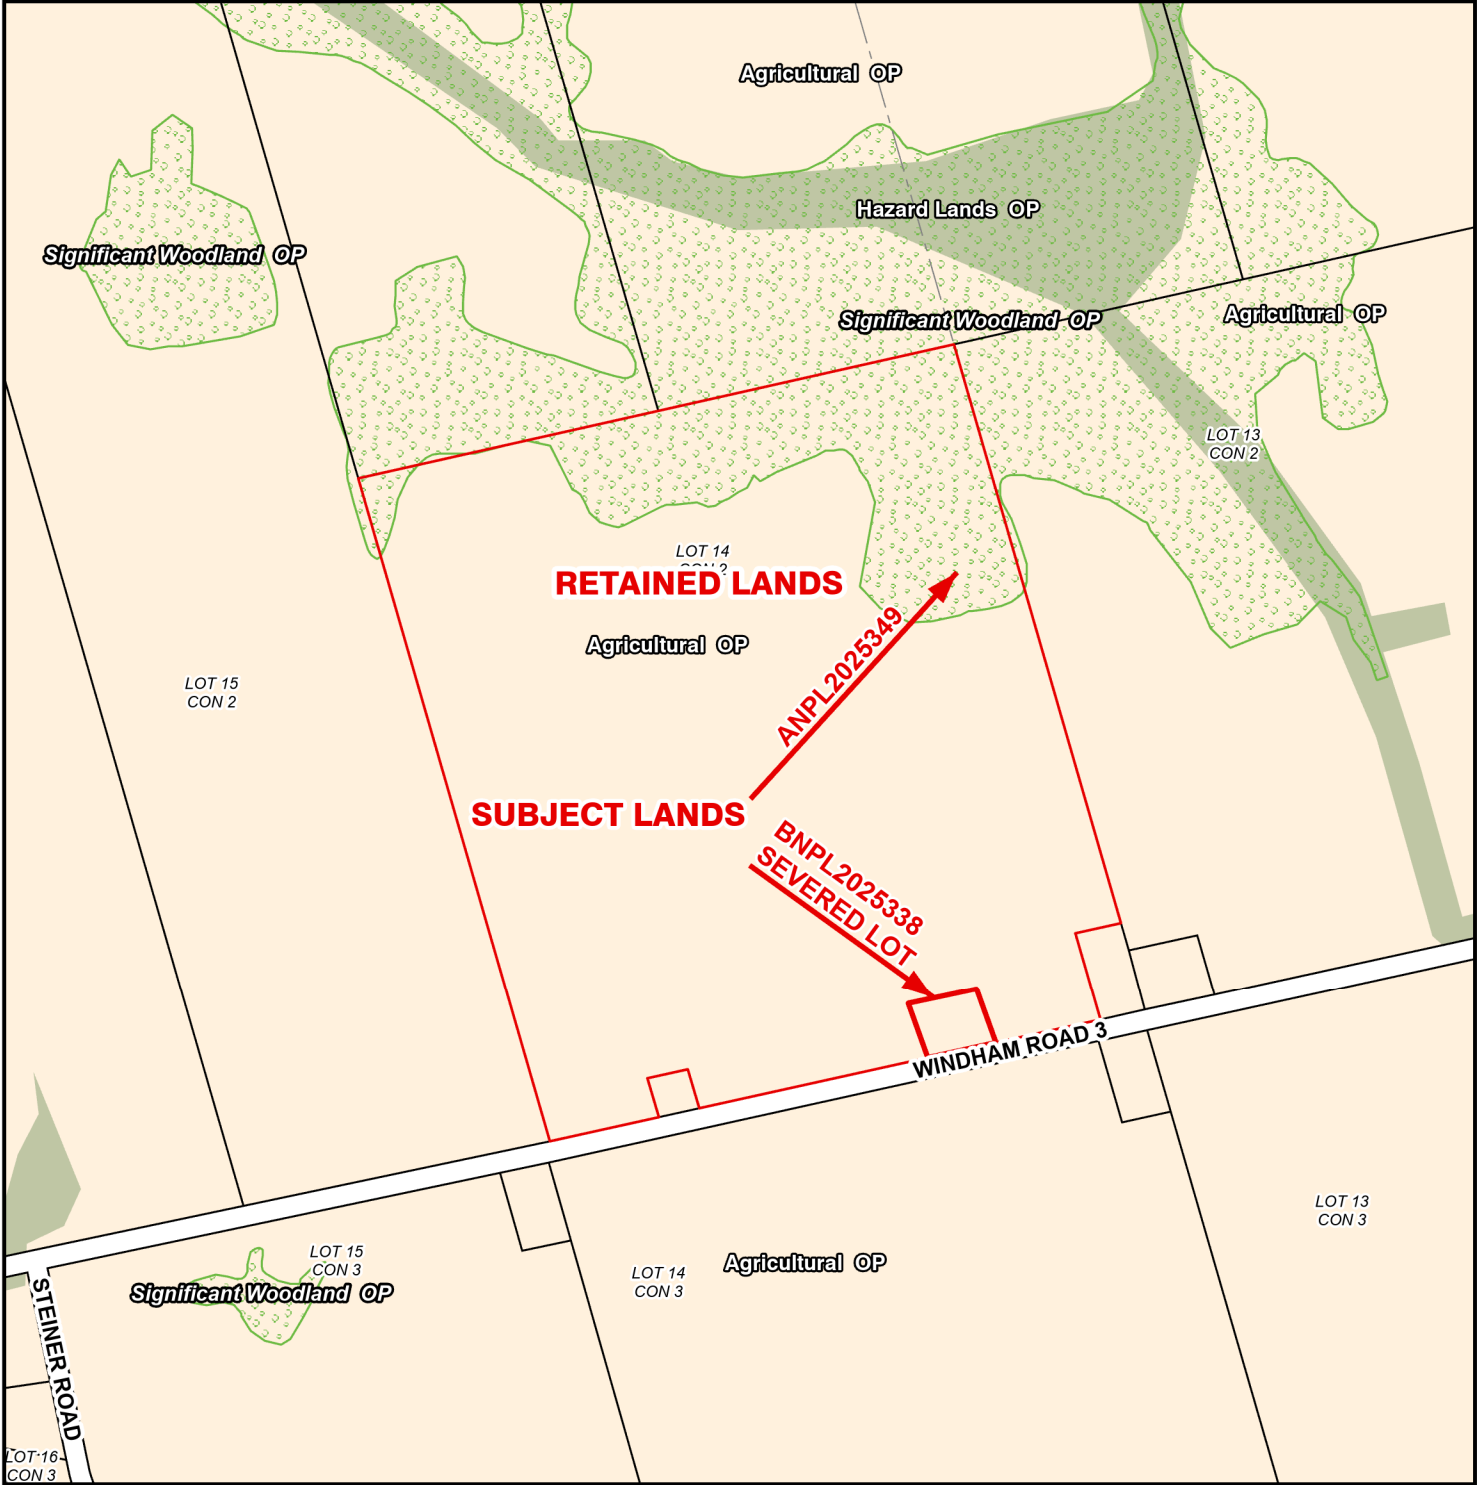 Agricultural OP
Hazard Lands OP
Significant Woodland OP
Significant Woodland OP
Agricultural OP
LOT 13
CON 2
LOT 14
CON 2
RETAINED LANDS
Agricultural OP
ANPL2025349
LOT 15
CON 2
SUBJECT LANDS
BNPL2025338
SEVERED LOT
WINDHAM ROAD 3
LOT 13
CON 3
LOT 15
CON 3
Significant Woodland OP
LOT 14
CON 3
Agricultural OP
STEINER ROAD
LOT 16
CON 3